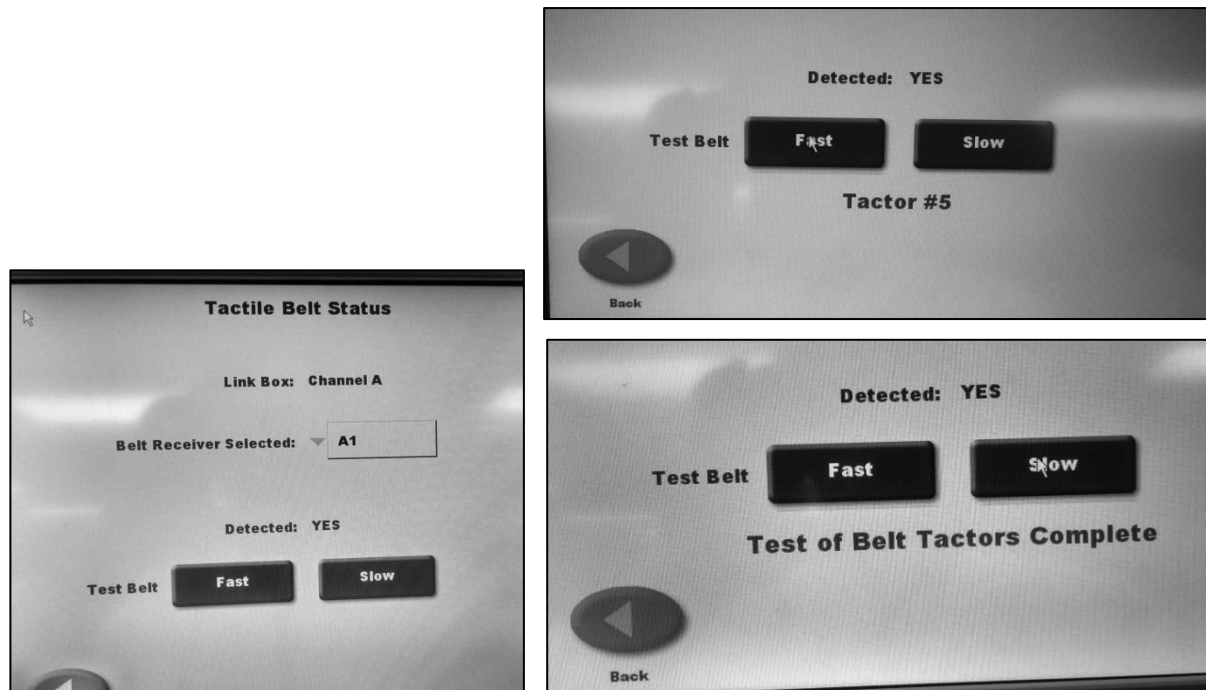 Tactile Belt Status
Link Box: Channel A
Belt Receiver Selected: A1
Detected: YES
Test Belt Fast Slow
Detected: YES
Test Belt Fast Slow
Tactor #5
Back
Detected: YES
Test Belt Fast Slow
Test of Belt Tactors Complete
Back